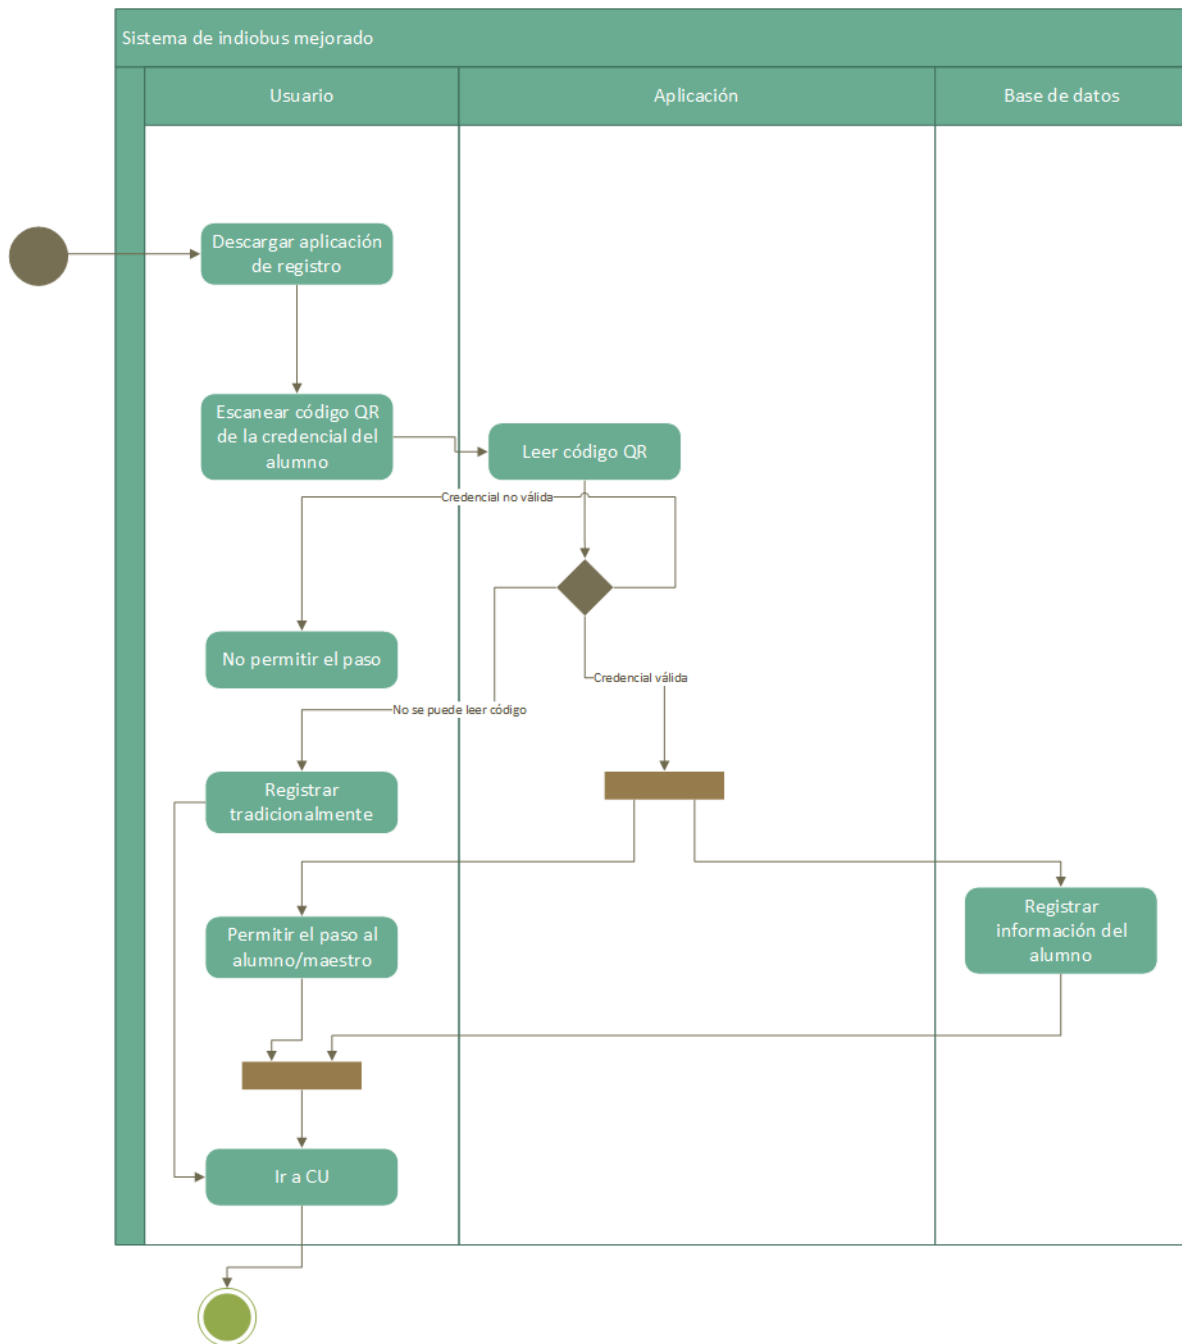 Sistema de indiobus mejorado
Usuario
Aplicación
Base de datos
Descargar aplicación
de registro
Escanear código QR
de la credencial del
alumno
Leer código QR
Credencial no válida
No permitir el paso
Credencial válida
No se puede leer código
Registrar
tradicionalmente
Permitir el paso al
alumno/maestro
Registrar
información del
alumno
Ir a CU